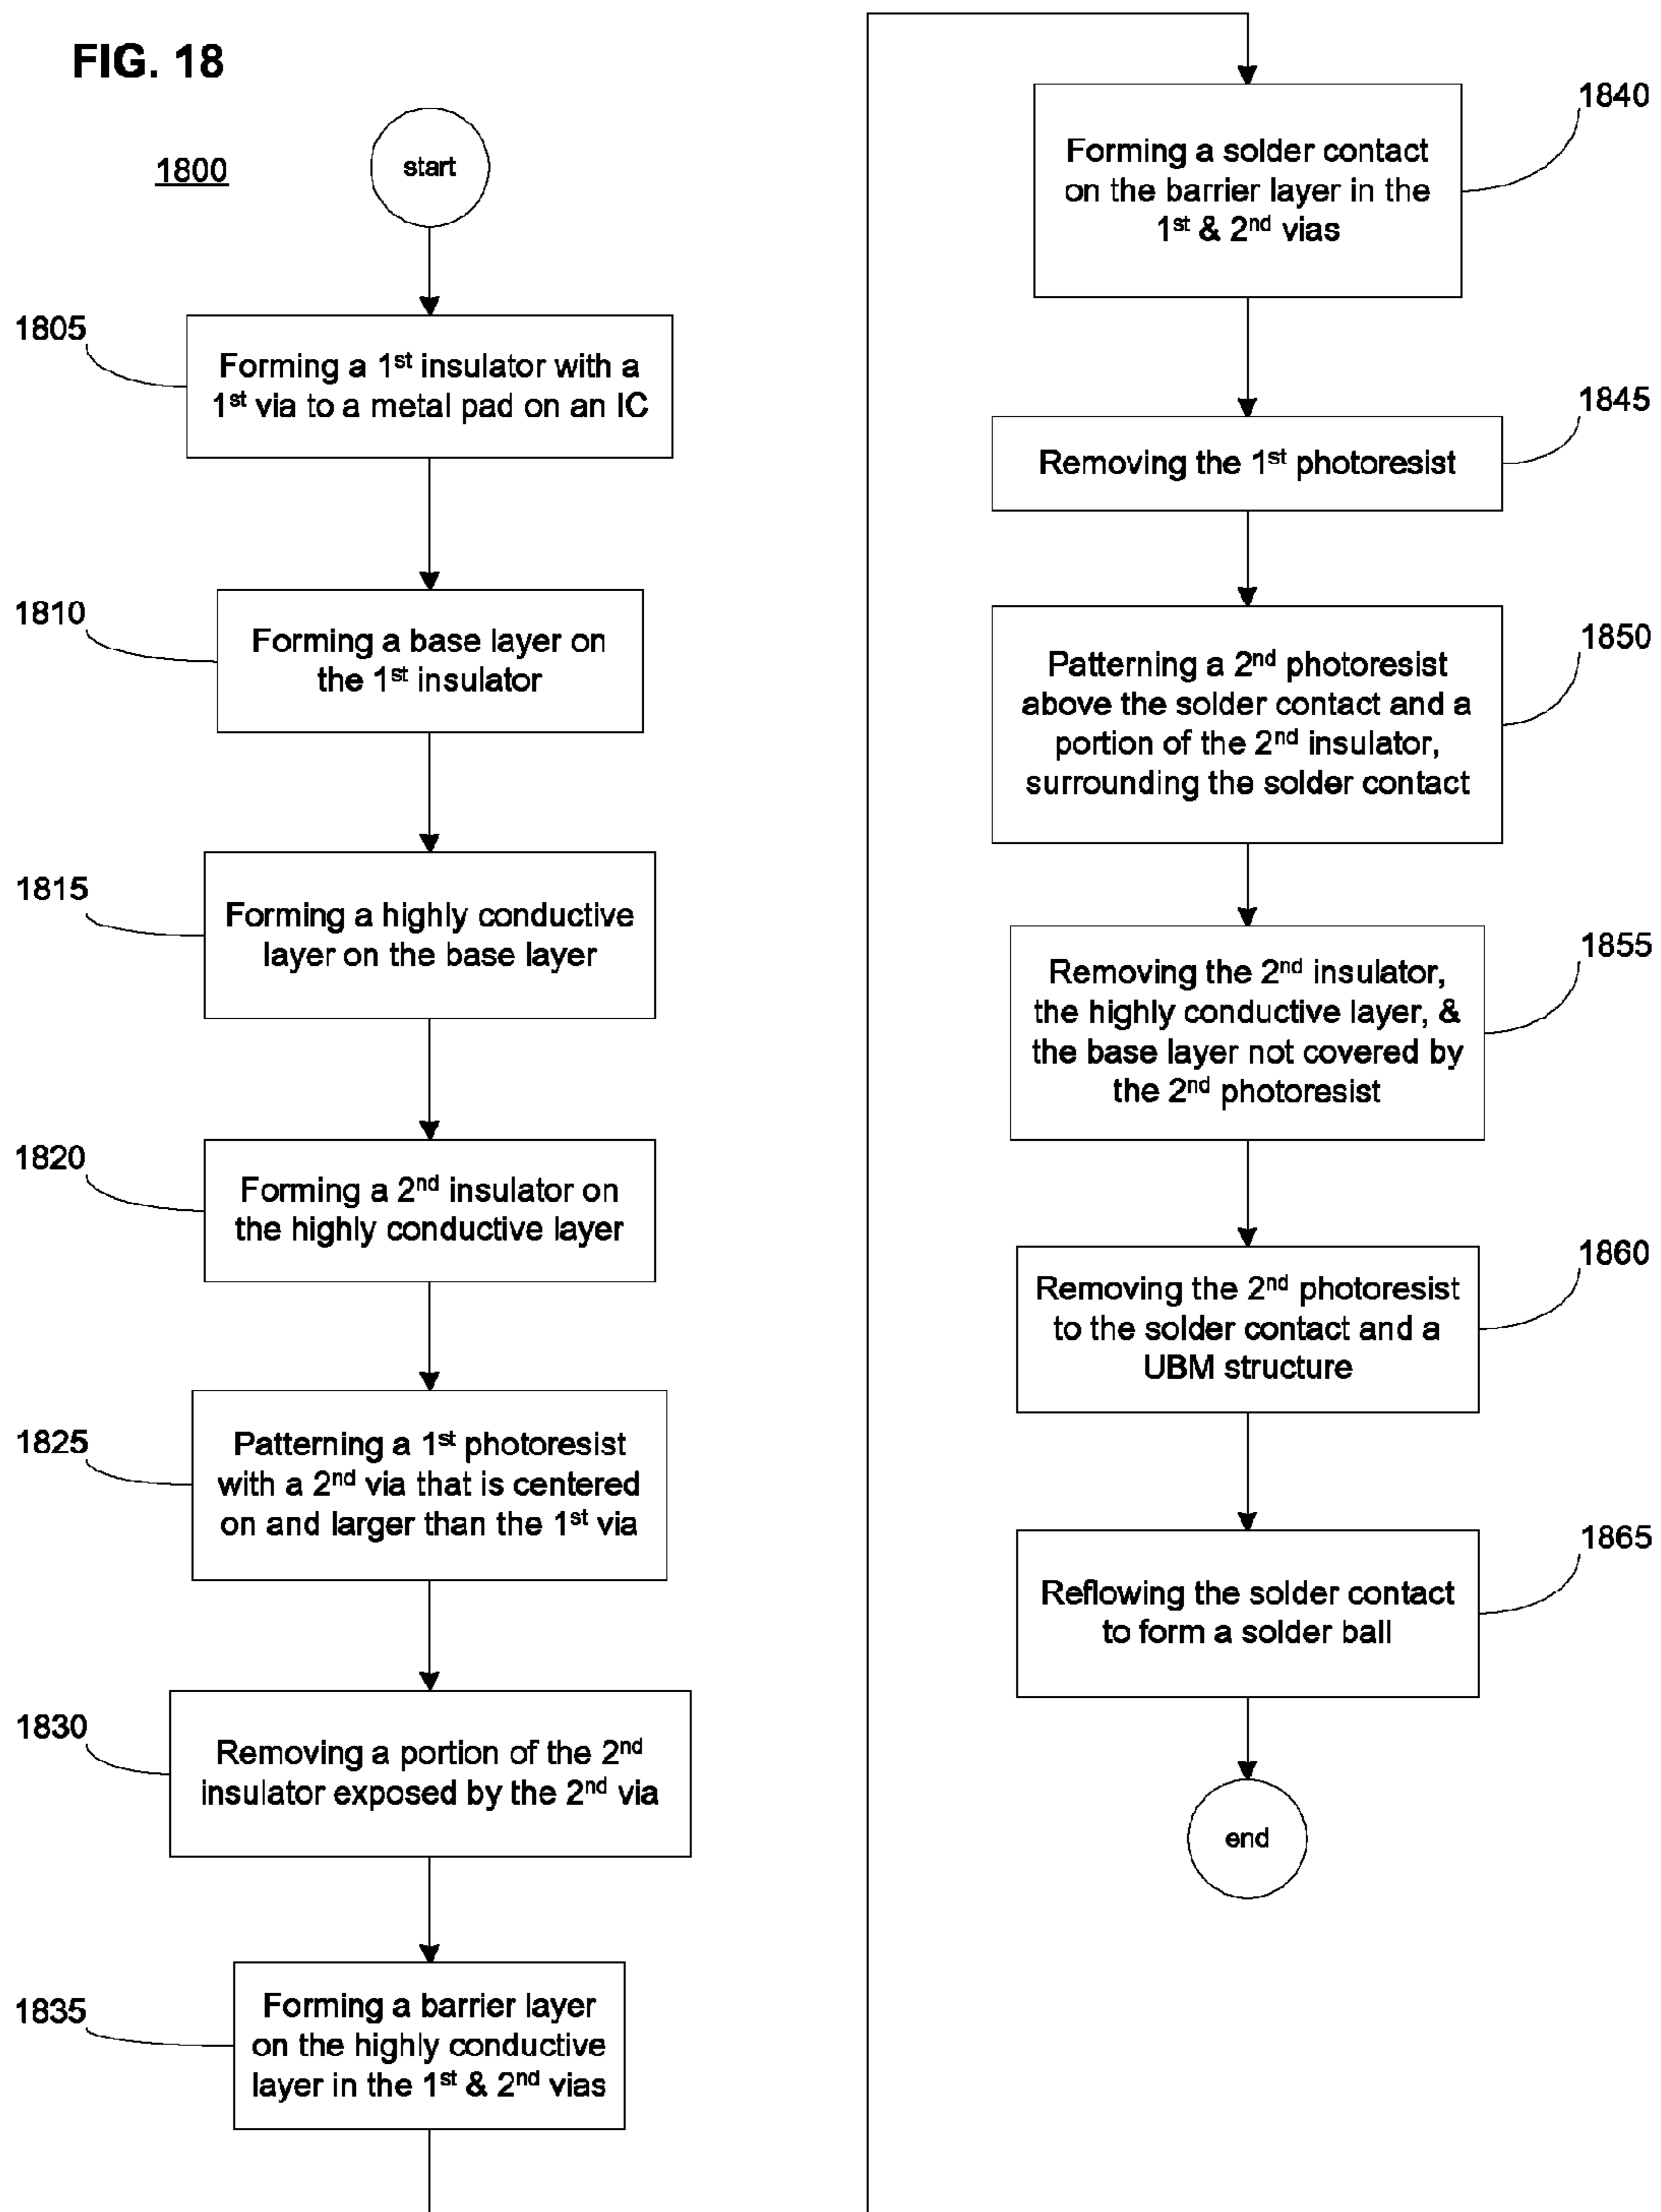 FIG. 18
1800
start
1805
Forming a 1st insulator with a
1st via to a metal pad on an IC
1810
Forming a base layer on
the 1st insulator
1815
Forming a highly conductive
layer on the base layer
1820
Forming a 2nd insulator on
the highly conductive layer
1825
Patterning a 1st photoresist
with a 2nd via that is centered
on and larger than the 1st via
1830
Removing a portion of the 2nd
insulator exposed by the 2nd via
1835
Forming a barrier layer
on the highly conductive
layer in the 1st & 2nd vias
1840
Forming a solder contact
on the barrier layer in the
1st & 2nd vias
1845
Removing the 1st photoresist
1850
Patterning a 2nd photoresist
above the solder contact and a
portion of the 2nd insulator,
surrounding the solder contact
1855
Removing the 2nd insulator,
the highly conductive layer, &
the base layer not covered by
the 2nd photoresist
1860
Removing the 2nd photoresist
to the solder contact and a
UBM structure
1865
Reflowing the solder contact
to form a solder ball
end